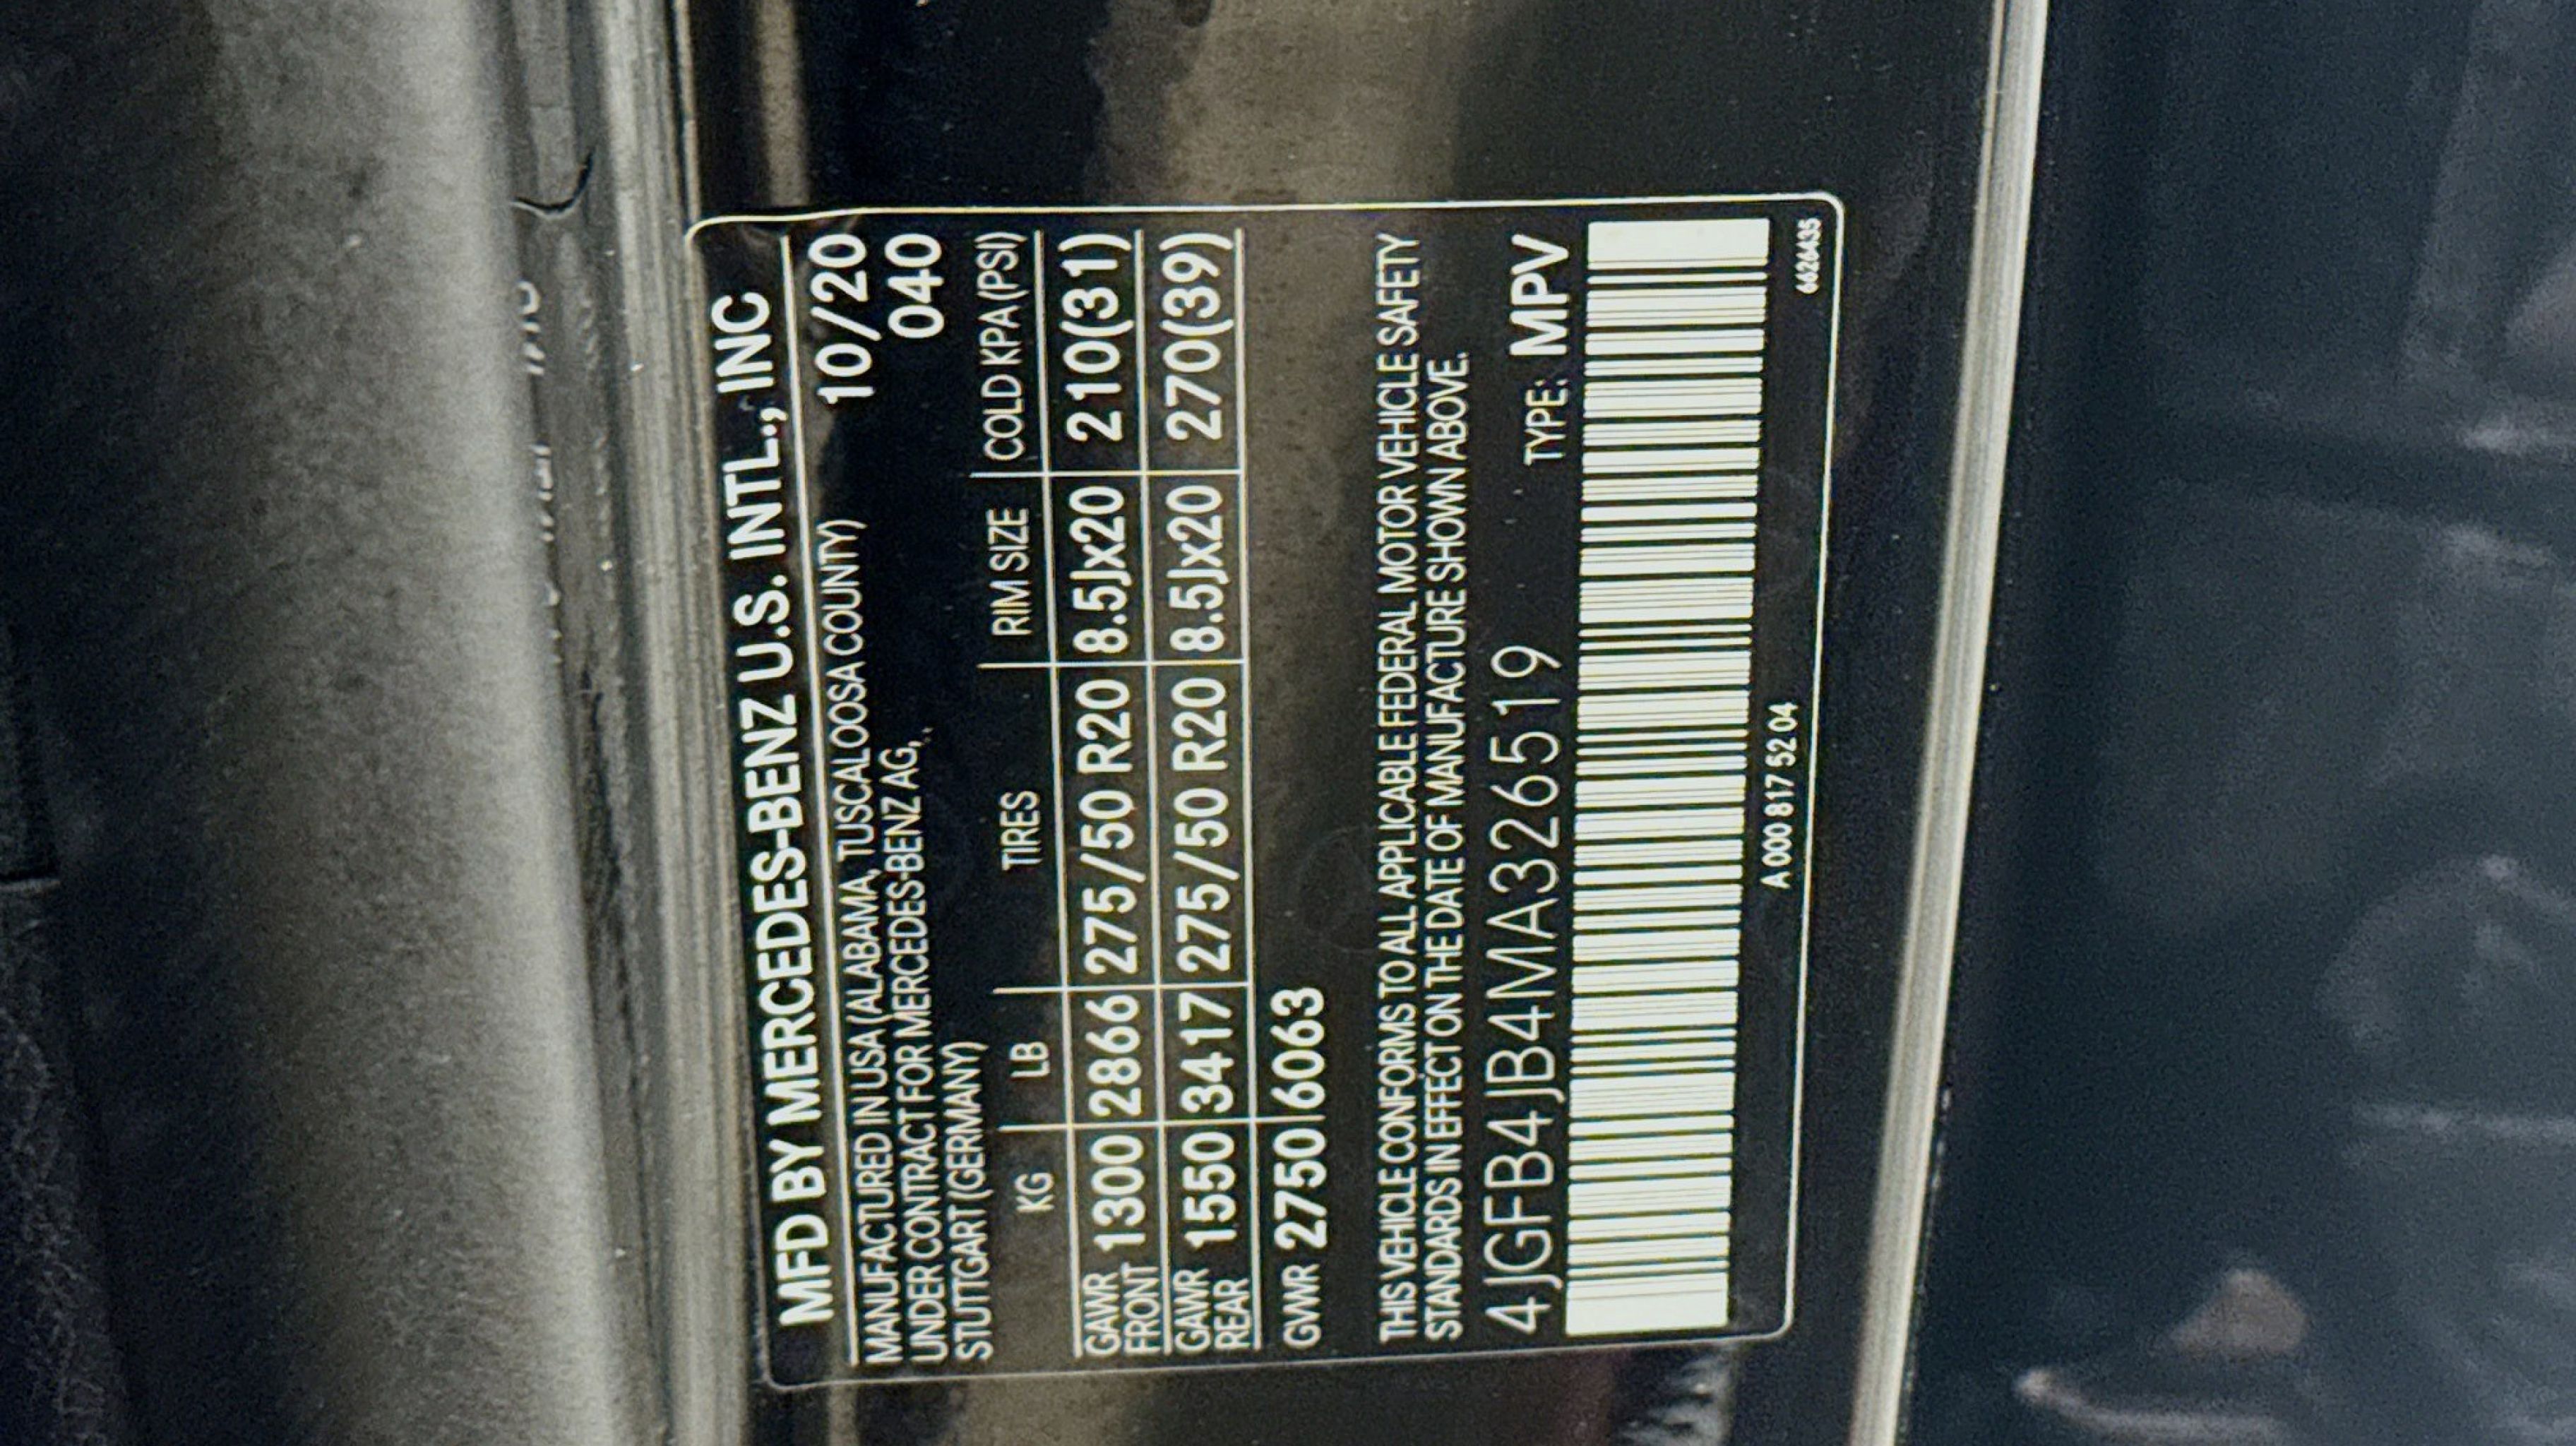 MFD BY MERCEDES-BENZ U.S. INTL., INC
MANUFACTURED IN USA (ALABAMA, TUSCALOOSA COUNTY) 10/20
UNDER CONTRACT FOR MERCEDES-BENZ AG, 040
STUTTGART (GERMANY)
KG LB TIRES RIM SIZE COLD KPA (PSI)
GAWR FRONT 1300 2866 275/50 R20 8.5Jx20 210(31)
GAWR REAR 1550 3417 275/50 R20 8.5Jx20 270(39)
GVWR 2750 6063
THIS VEHICLE CONFORMS TO ALL APPLICABLE FEDERAL MOTOR VEHICLE SAFETY
STANDARDS IN EFFECT ON THE DATE OF MANUFACTURE SHOWN ABOVE.
4JGFB4JB4MA326519 TYPE: MPV
A 000 817 52 04
6626435